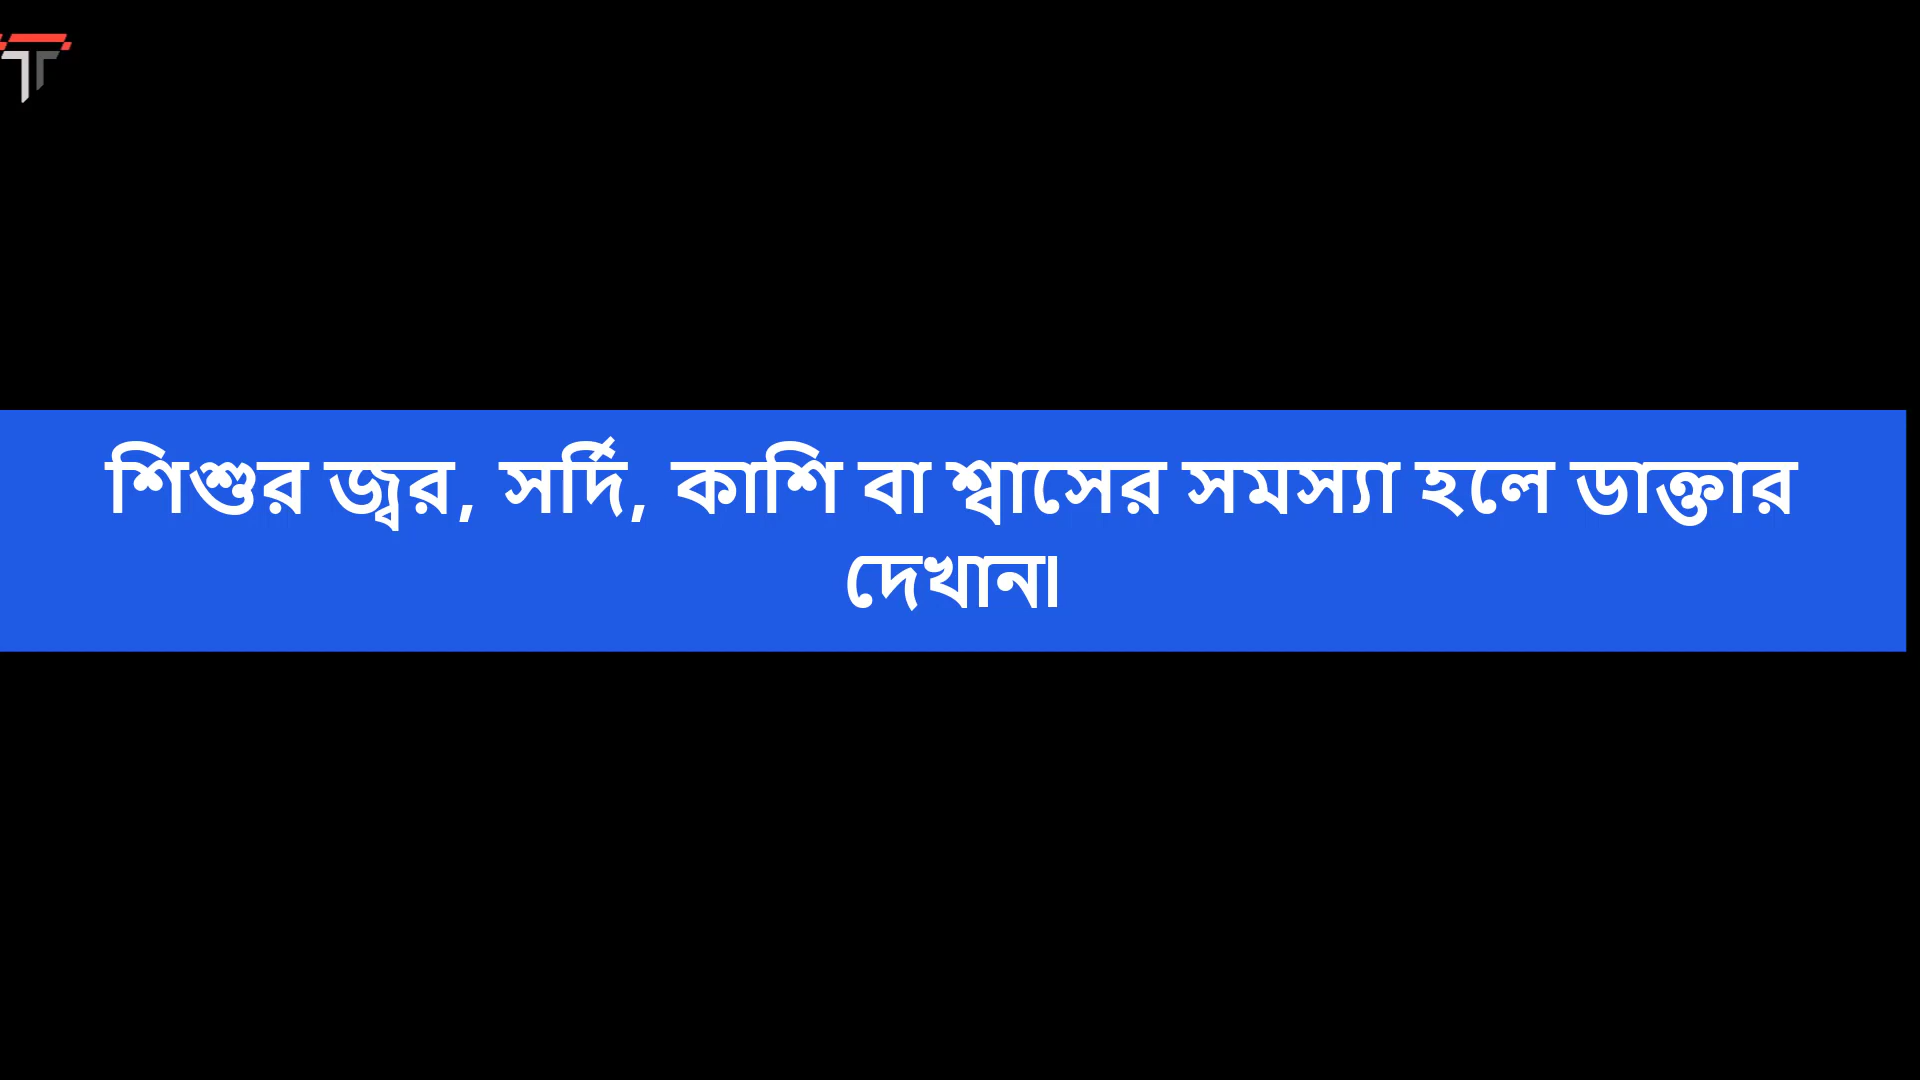 শিশুর জ্বর, সর্দি, কাশি বা শ্বাসের সমস্যা হলে ডাক্তার
দেখান।